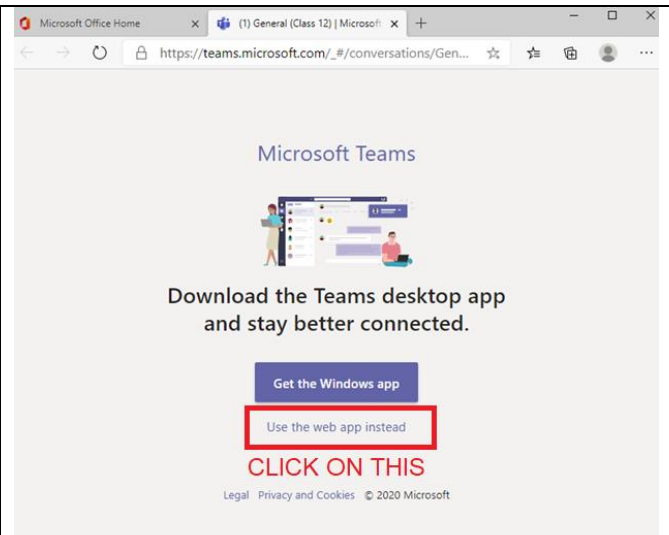 Microsoft Office Home
(1) General (Class 12) | Microsoft
https://teams.microsoft.com/_#/conversations/Gen...
Microsoft Teams
Download the Teams desktop app
and stay better connected.
Get the Windows app
Use the web app instead
CLICK ON THIS
Legal Privacy and Cookies © 2020 Microsoft